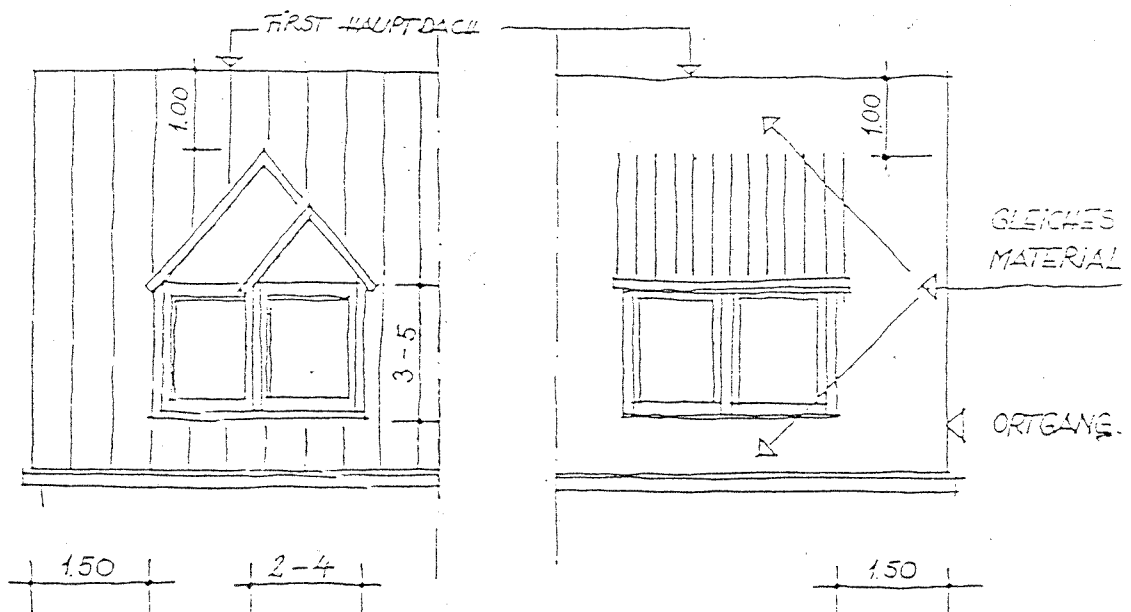 FIRST HAUPTDACH
1.00
1.00
GLEICHES
MATERIAL
3-5
ORTGANG.
1.50
2-4
1.50